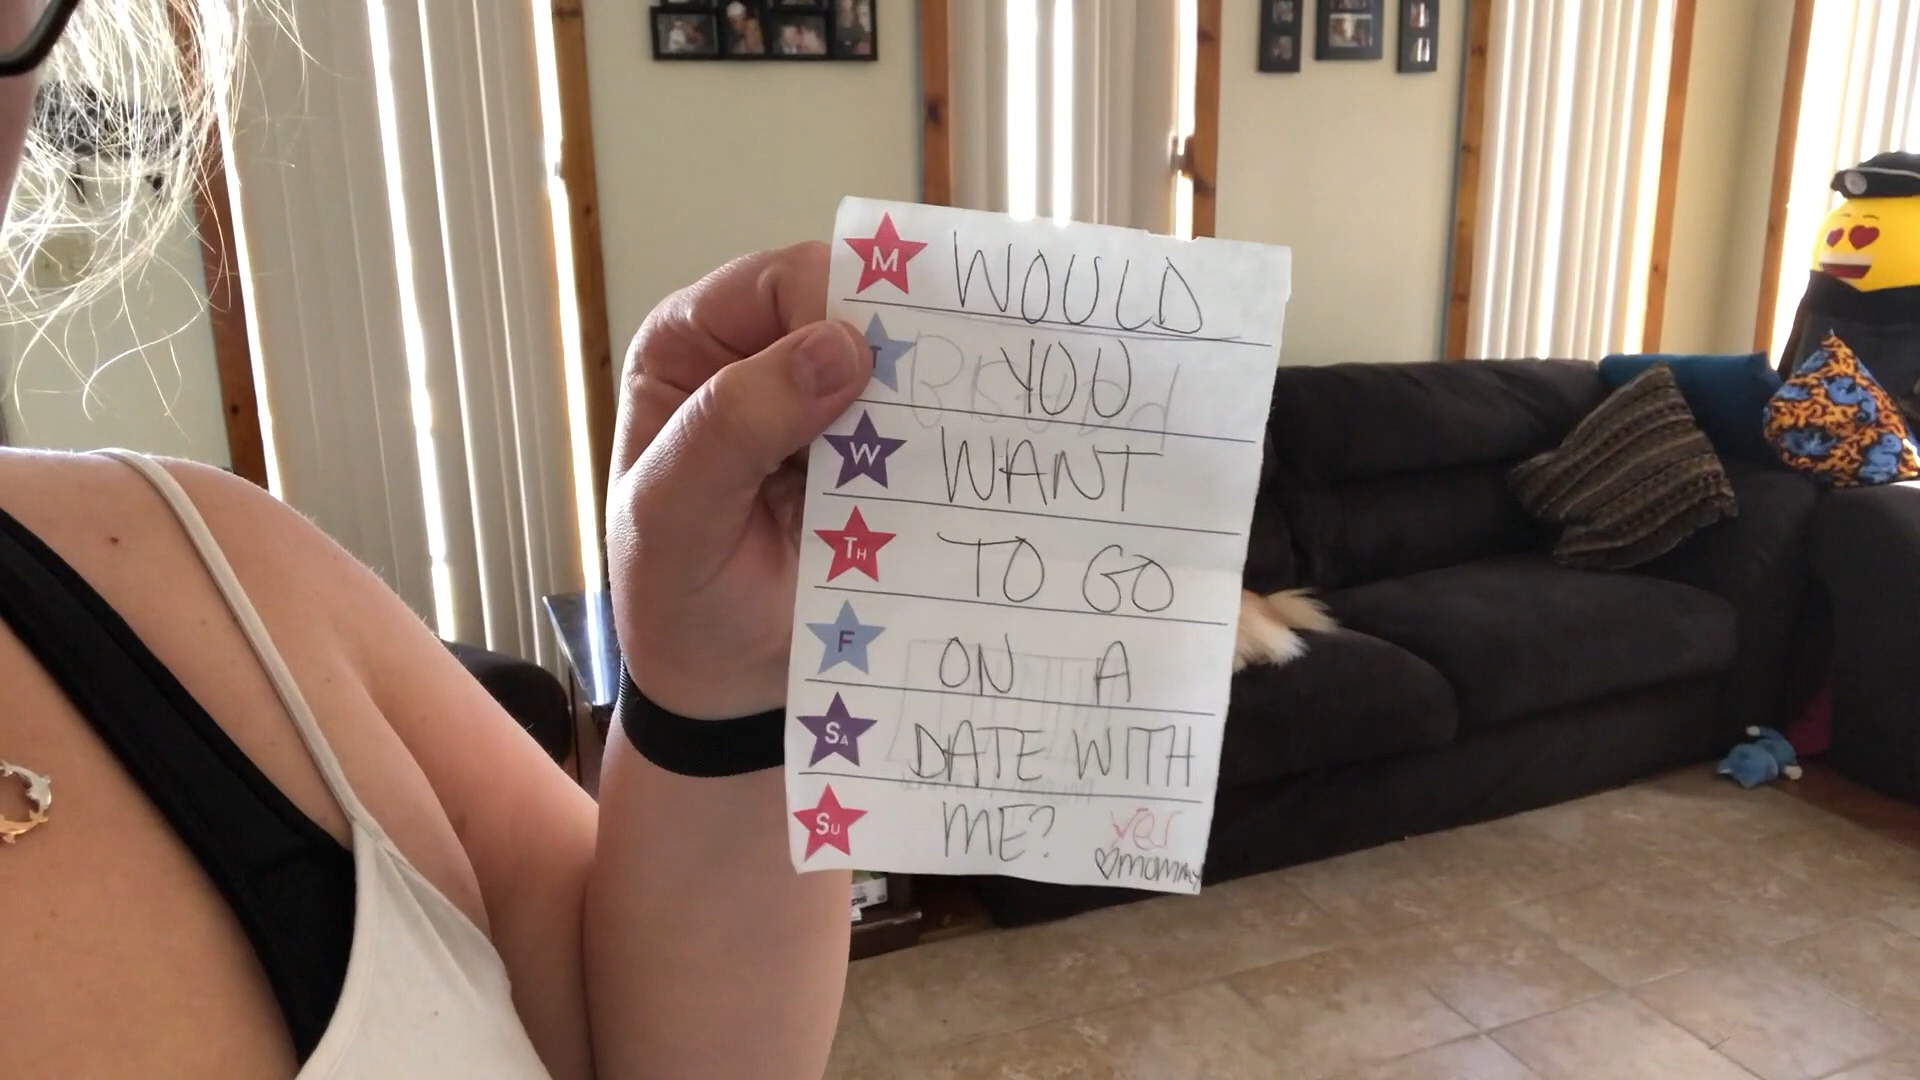 M WOULD
T YOU
W WANT
TH TO GO
F ON A
SA DATE WITH
SU ME? yes
♡mommy